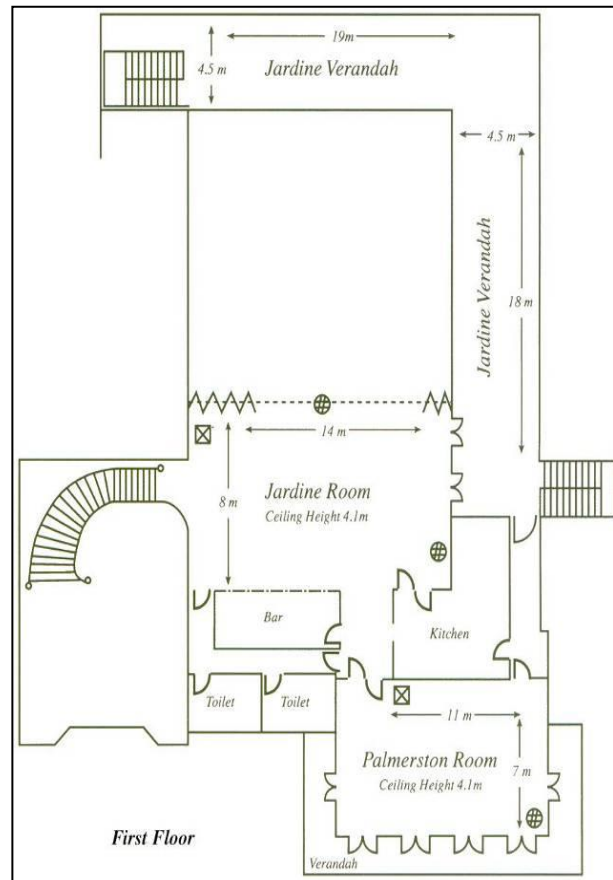 19m
4.5 m
Jardine Verandah
4.5 m
Jardine Verandah
18 m
14 m
8 m
Jardine Room
Ceiling Height 4.1m
Bar
Kitchen
Toilet
Toilet
11 m
Palmerston Room
Ceiling Height 4.1m
7 m
First Floor
Verandah